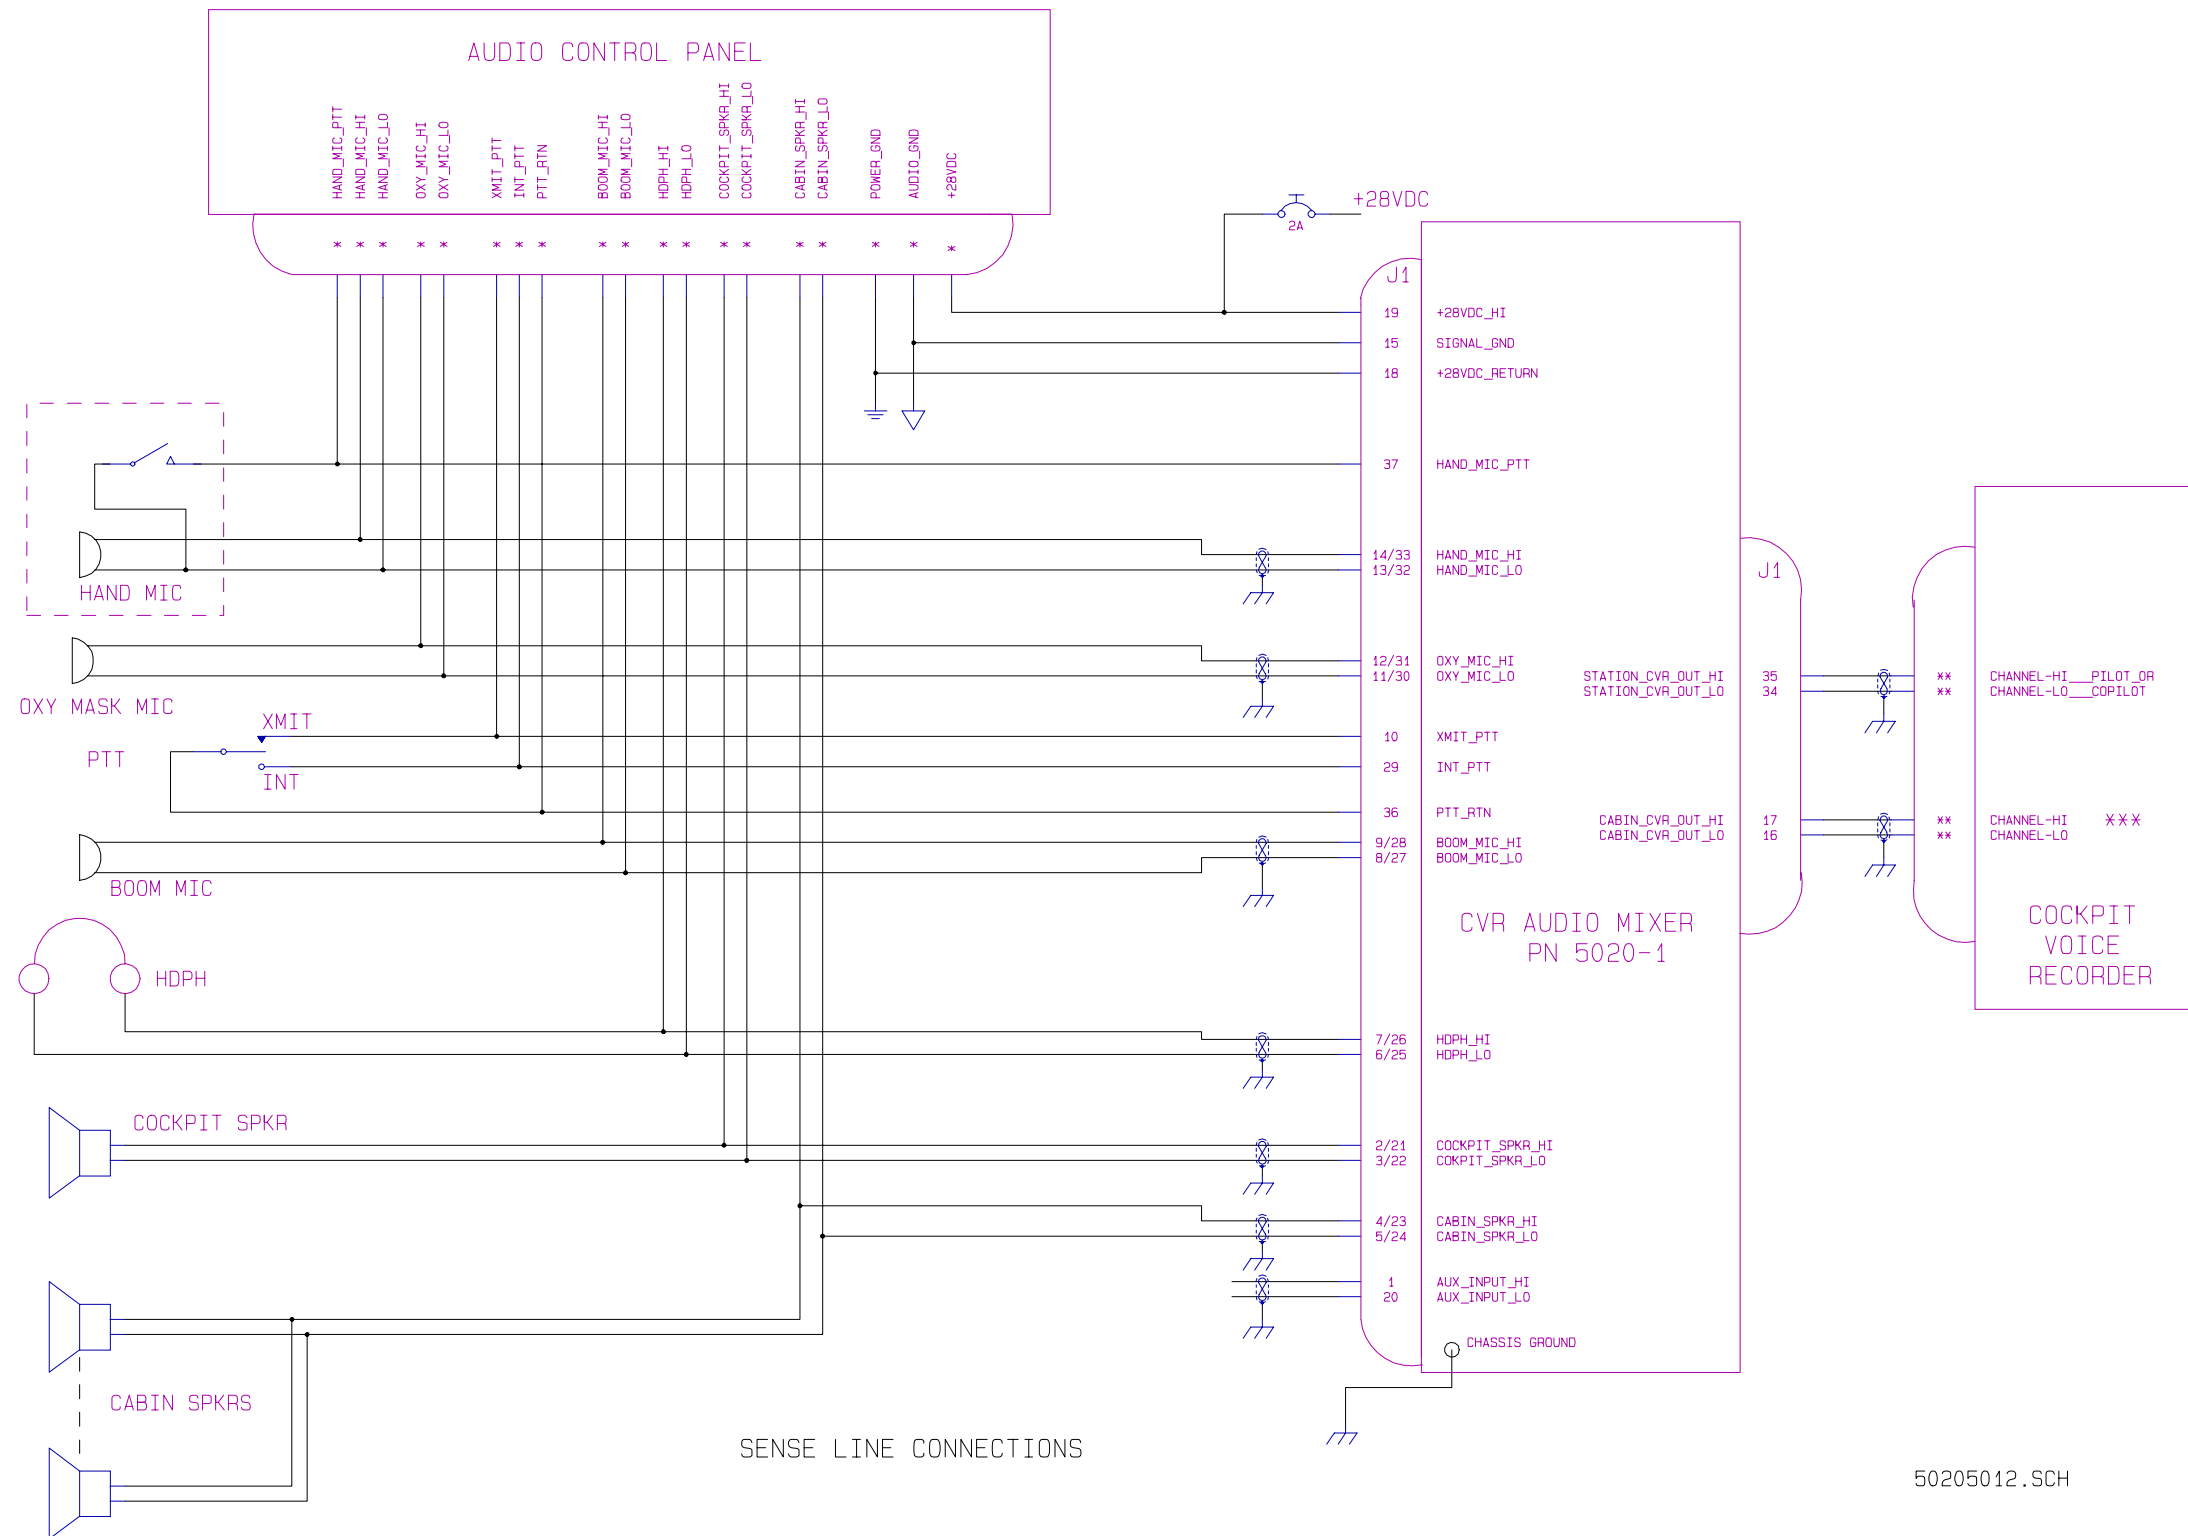 AUDIO CONTROL PANEL
HAND_MIC_PTT
HAND_MIC_HI
HAND_MIC_LO
OXY_MIC_HI
OXY_MIC_LO
XMIT_PTT
INT_PTT
PTT_RTN
BOOM_MIC_HI
BOOM_MIC_LO
HDPH_HI
HDPH_LO
COCKPIT_SPKR_HI
COCKPIT_SPKR_LO
CABIN_SPKR_HI
CABIN_SPKR_LO
POWER_GND
AUDIO_GND
+28VDC
* * * * * * * * * * * * * * * * * * *
+28VDC
2A
J1
19 +28VDC_HI
15 SIGNAL_GND
18 +28VDC_RETURN
37 HAND_MIC_PTT
14/33 HAND_MIC_HI
13/32 HAND_MIC_LO
HAND MIC
12/31 OXY_MIC_HI
11/30 OXY_MIC_LO
OXY MASK MIC
XMIT
10 XMIT_PTT
PTT
29 INT_PTT
INT
36 PTT_RTN
9/28 BOOM_MIC_HI
8/27 BOOM_MIC_LO
BOOM MIC
CVR AUDIO MIXER
PN 5020-1
HDPH
7/26 HDPH_HI
6/25 HDPH_LO
COCKPIT SPKR
2/21 COCKPIT_SPKR_HI
3/22 COKPIT_SPKR_LO
4/23 CABIN_SPKR_HI
5/24 CABIN_SPKR_LO
1 AUX_INPUT_HI
20 AUX_INPUT_LO
CHASSIS GROUND
CABIN SPKRS
J1
STATION_CVR_OUT_HI 35
STATION_CVR_OUT_LO 34
CABIN_CVR_OUT_HI 17
CABIN_CVR_OUT_LO 16
** CHANNEL-HI___PILOT_OR
** CHANNEL-LO___COPILOT
** CHANNEL-HI ***
** CHANNEL-LO
COCKPIT
VOICE
RECORDER
SENSE LINE CONNECTIONS
50205012.SCH